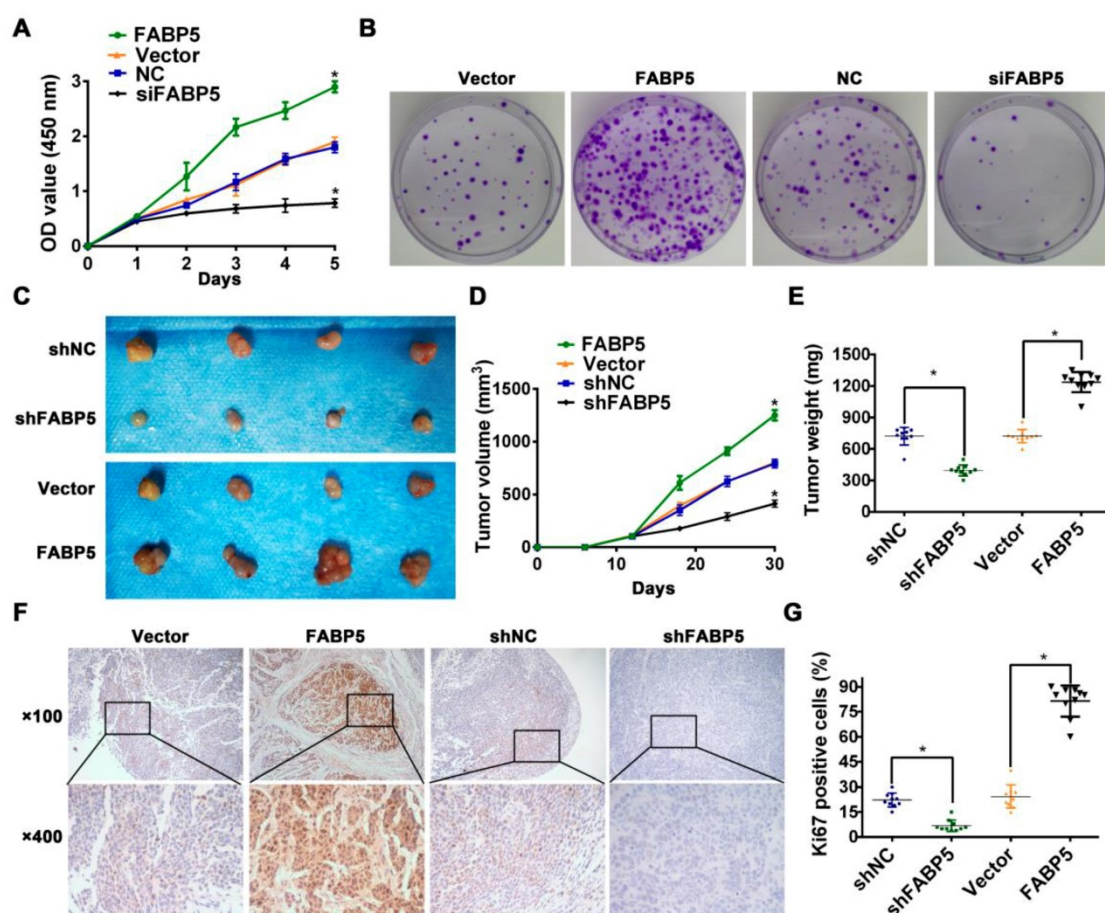 A
FABP5
Vector
NC
siFABP5
OD value (450 nm)
3
2
1
0
*
*
0 1 2 3 4 5
Days
B
Vector FABP5 NC siFABP5
C
shNC
shFABP5
Vector
FABP5
D
FABP5
Vector
shNC
shFABP5
Tumor volume (mm3)
1500
1000
500
0
*
*
0 10 20 30
Days
E
Tumor weight (mg)
1500
1200
900
600
300
0
*
*
shNC shFABP5 Vector FABP5
F
Vector FABP5 shNC shFABP5
×100
×400
G
Ki67 positive cells (%)
90
75
60
45
30
15
0
*
*
shNC shFABP5 Vector FABP5